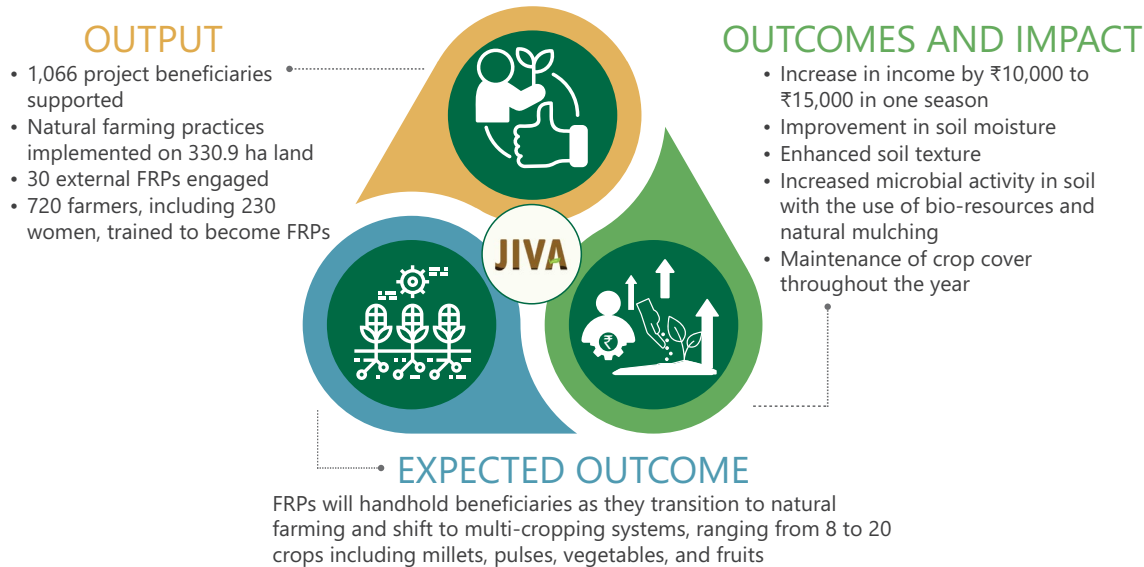 OUTPUT
• 1,066 project beneficiaries
supported
• Natural farming practices
implemented on 330.9 ha land
• 30 external FRPs engaged
• 720 farmers, including 230
women, trained to become FRPs
OUTCOMES AND IMPACT
• Increase in income by ₹10,000 to
₹15,000 in one season
• Improvement in soil moisture
• Enhanced soil texture
• Increased microbial activity in soil
with the use of bio-resources and
natural mulching
• Maintenance of crop cover
throughout the year
JIVA
₹
EXPECTED OUTCOME
FRPs will handhold beneficiaries as they transition to natural
farming and shift to multi-cropping systems, ranging from 8 to 20
crops including millets, pulses, vegetables, and fruits